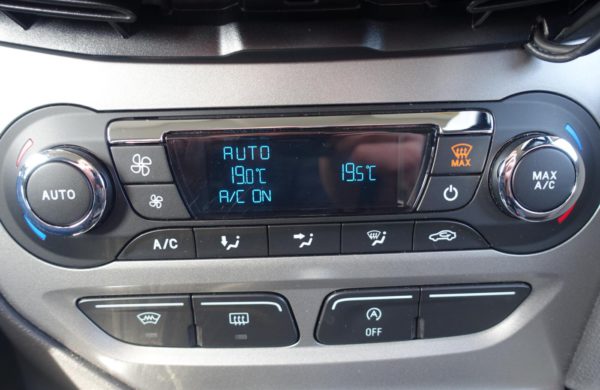 AUTO
19.0°C
A/C ON
19.5°C
MAX
AUTO
MAX
A/C
A/C
A
OFF